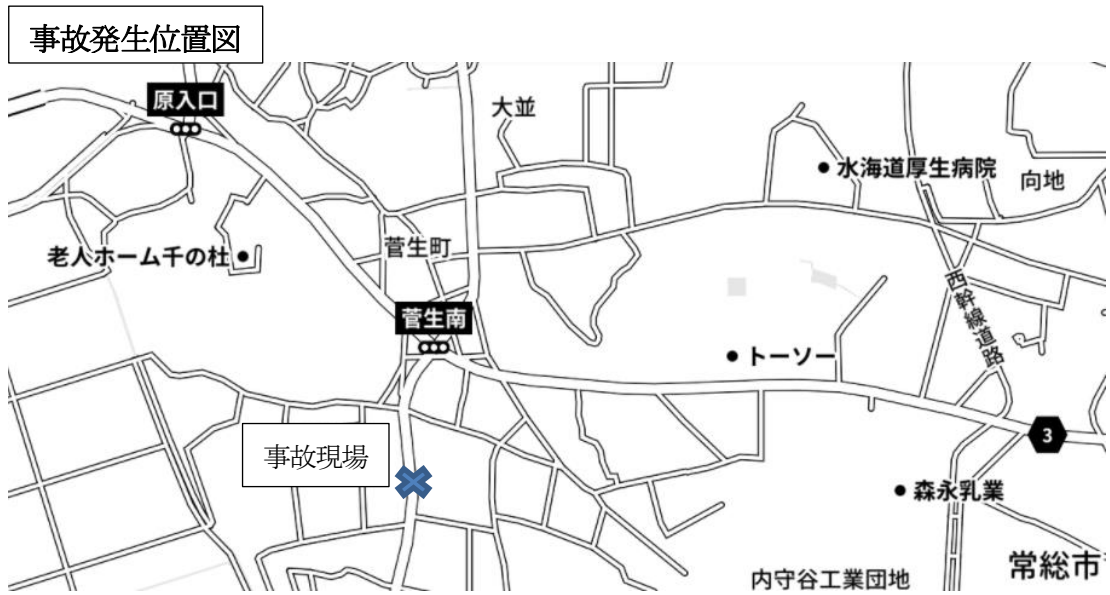 事故発生位置図
原入口
大並
水海道厚生病院
向地
老人ホーム千の杜
菅生町
菅生南
西幹線道路
トーソー
3
事故現場
森永乳業
常総市
内守谷工業団地